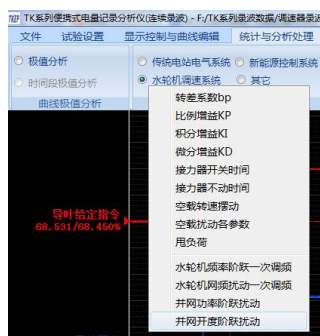 TK系列便携式电量记录分析仪(连续录波) - F:/TK系列录波数据/调速器录波
文件 试验设置 显示控制与曲线编辑 统计与分析处理
极值分析 传统电站电气系统 新能源控制系统
时间段极值分析 水轮机调速系统 其它
曲线极值分析
转差系数bp
比例增益KP
积分增益KI
微分增益KD
接力器开关时间
接力器不动时间
空载转速摆动
空载扰动各参数
甩负荷
导叶给定指令
68.531/68.450%
水轮机频率阶跃一次调频
水轮机网频扰动一次调频
并网功率阶跃扰动
并网开度阶跃扰动